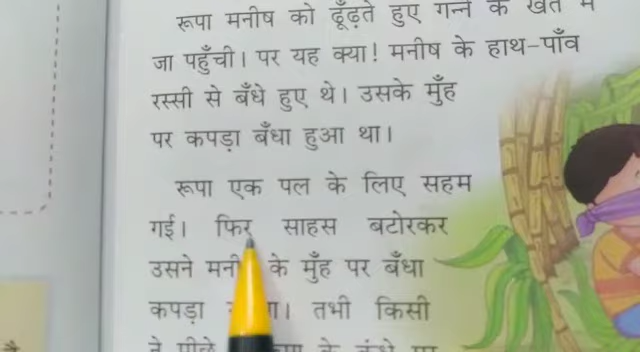 रूपा मनीष को ढूँढ़ते हुए गन्ने के खेत में
जा पहुँची। पर यह क्या! मनीष के हाथ-पाँव
रस्सी से बँधे हुए थे। उसके मुँह
पर कपड़ा बँधा हुआ था।
रूपा एक पल के लिए सहम
गई। फिर साहस बटोरकर
उसने के मुँह पर बँधा
कपड़ा तभी किसी
ने पीछे के कंधे पर